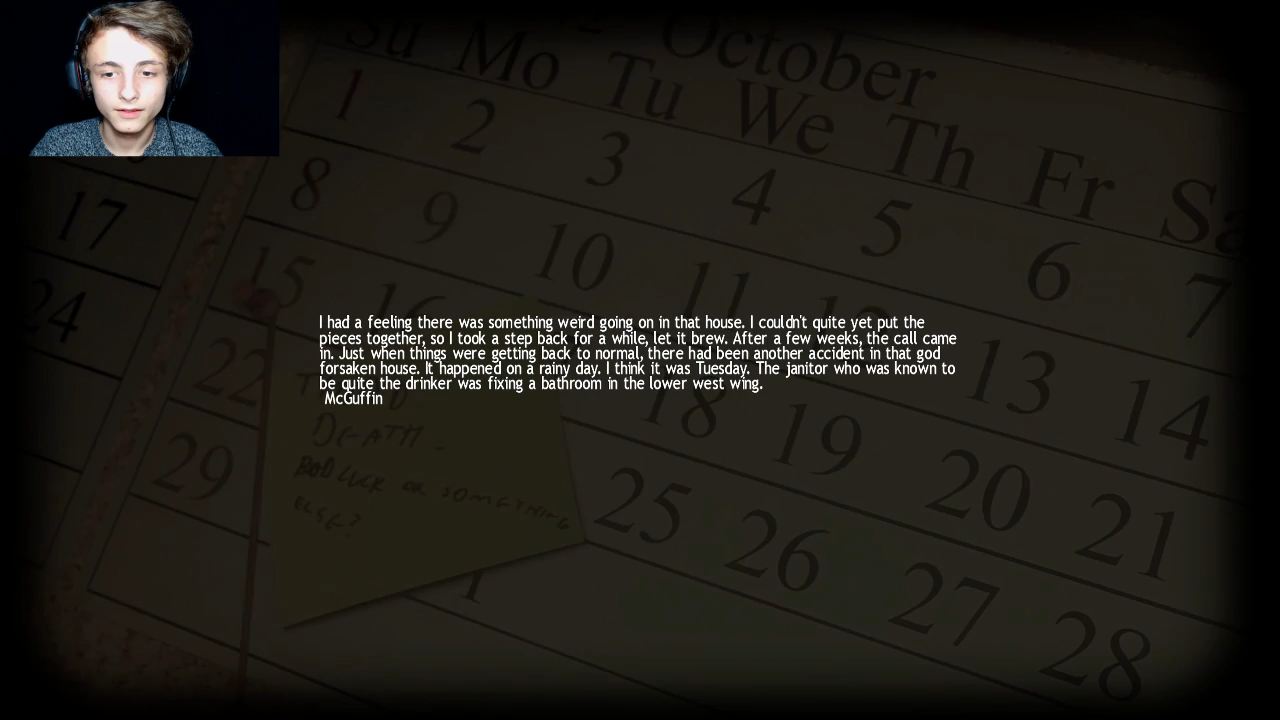 October
Su Mo Tu We Th Fr Sa
1 2 3 4 5 6 7
8 9 10 11 12 13 14
15 16 18 19 20 21
22 25 26 27 28
29
17
24
I had a feeling there was something weird going on in that house. I couldn't quite yet put the
pieces together, so I took a step back for a while, let it brew. After a few weeks, the call came
in. Just when things were getting back to normal, there had been another accident in that god
forsaken house. It happened on a rainy day. I think it was Tuesday. The janitor who was known to
be quite the drinker was fixing a bathroom in the lower west wing.
McGuffin
DEATH
BAD LUCK OR SOMETHING
ELSE?